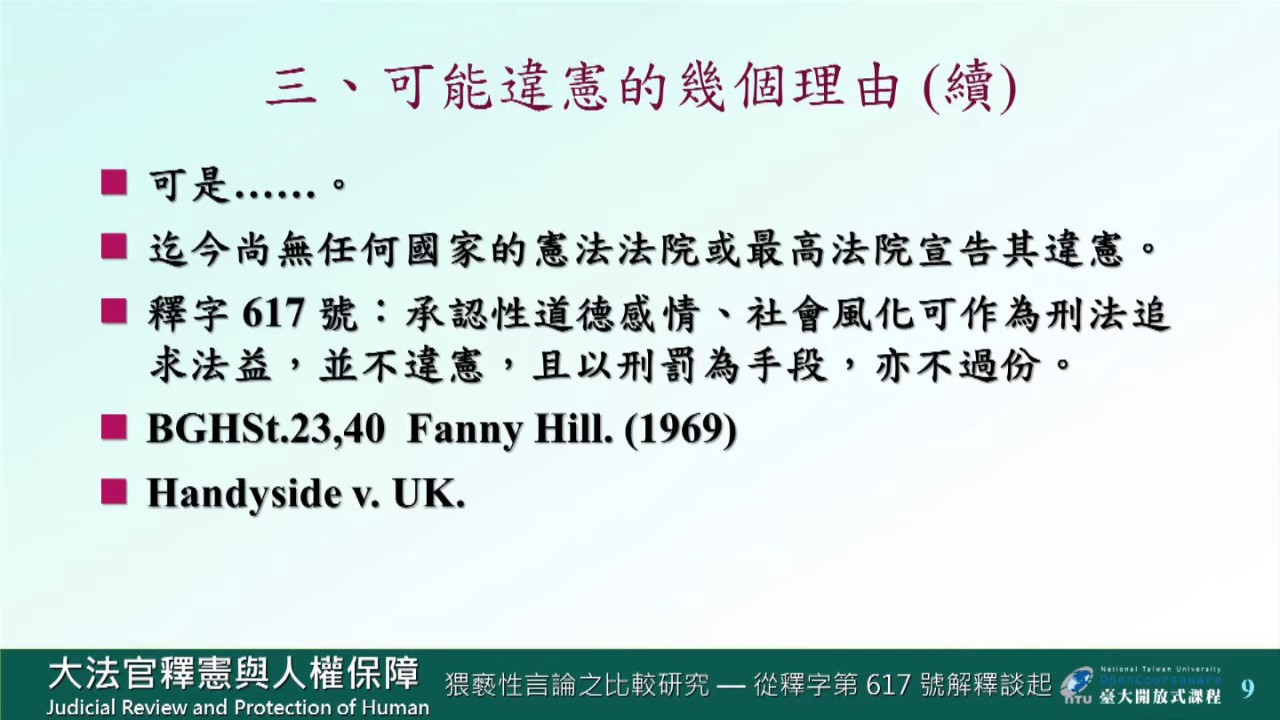 三、可能違憲的幾個理由 (續)
可是……。
迄今尚無任何國家的憲法法院或最高法院宣告其違憲。
釋字 617 號：承認性道德感情、社會風化可作為刑法追
求法益，並不違憲，且以刑罰為手段，亦不過份。
BGHSt.23,40 Fanny Hill. (1969)
Handyside v. UK.
大法官釋憲與人權保障
Judicial Review and Protection of Human
猥褻性言論之比較研究 — 從釋字第 617 號解釋談起
National Taiwan University
OpenCourseWare
NTU 臺大開放式課程
9